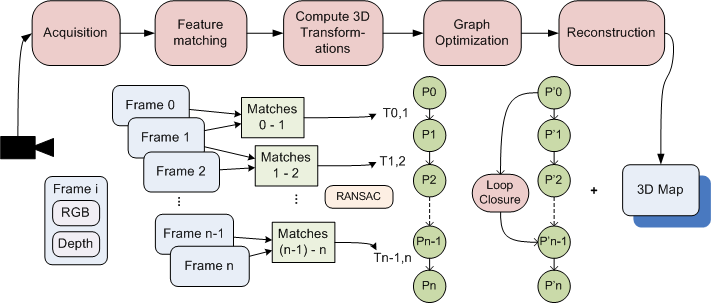 Acquisition
Feature
matching
Compute 3D
Transform-
ations
Graph
Optimization
Reconstruction
Frame 0
Frame 1
Frame 2
...
Frame n-1
Frame n
Frame i
RGB
Depth
Matches
0 - 1
Matches
1 - 2
...
Matches
(n-1) - n
RANSAC
T0,1
T1,2
Tn-1,n
P0
P1
P2
Pn-1
Pn
Loop
Closure
P'0
P'1
P'2
P'n-1
P'n
+
3D Map